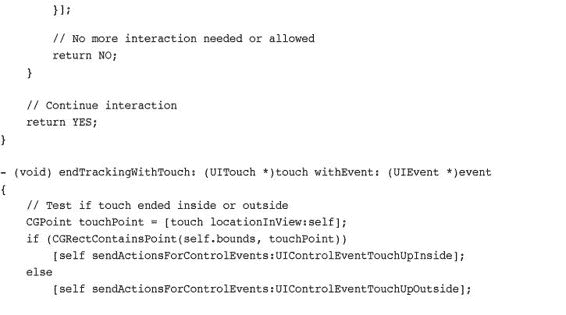 }];
// No more interaction needed or allowed
return NO;
}
// Continue interaction
return YES;
}
- (void) endTrackingWithTouch: (UITouch *)touch withEvent: (UIEvent *)event
{
// Test if touch ended inside or outside
CGPoint touchPoint = [touch locationInView:self];
if (CGRectContainsPoint(self.bounds, touchPoint))
[self sendActionsForControlEvents:UIControlEventTouchUpInside];
else
[self sendActionsForControlEvents:UIControlEventTouchUpOutside];